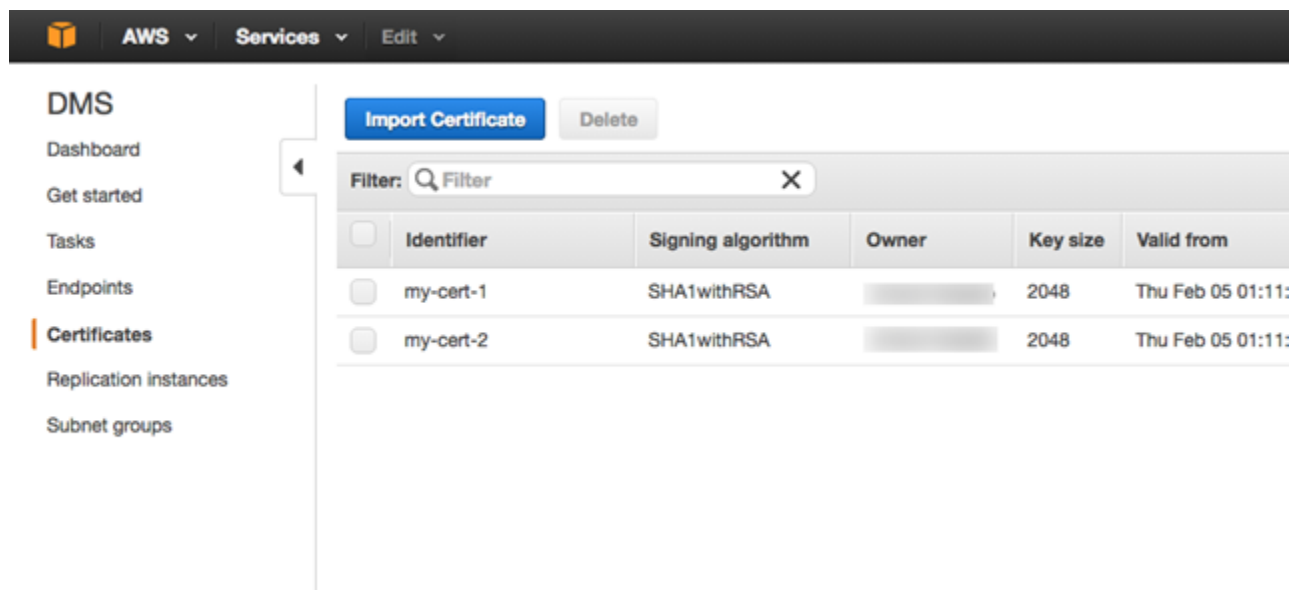 AWS Services Edit
DMS
Dashboard
Get started
Tasks
Endpoints
Certificates
Replication instances
Subnet groups
Import Certificate Delete
Filter: Filter
Identifier Signing algorithm Owner Key size Valid from
my-cert-1 SHA1withRSA 2048 Thu Feb 05 01:11:
my-cert-2 SHA1withRSA 2048 Thu Feb 05 01:11: